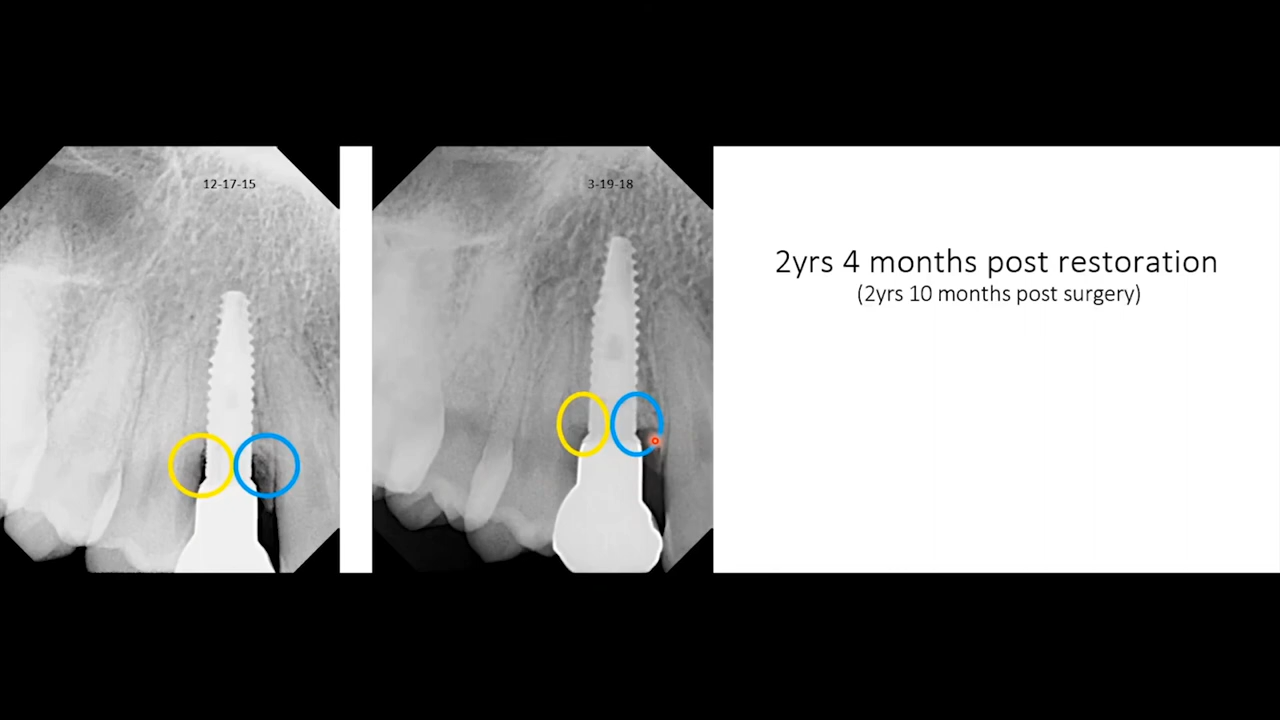 12-17-15
3-19-18
2yrs 4 months post restoration
(2yrs 10 months post surgery)